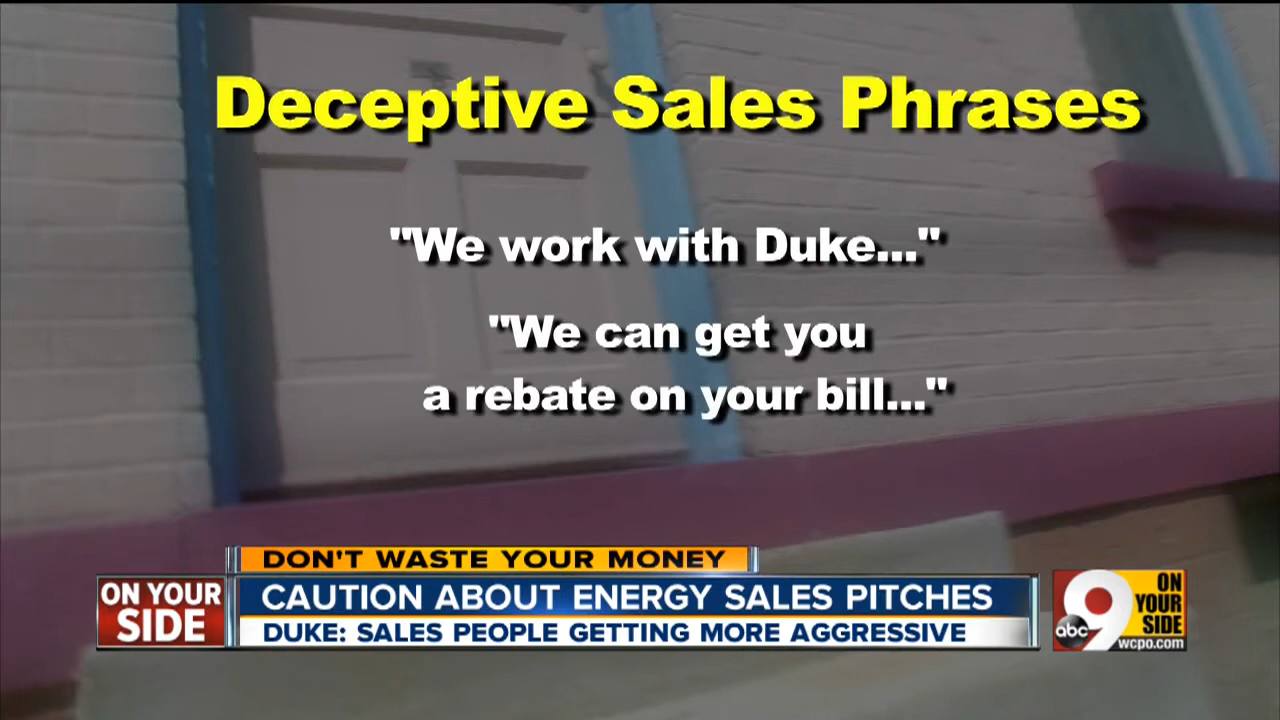 Deceptive Sales Phrases
"We work with Duke..."
"We can get you
a rebate on your bill..."
DON'T WASTE YOUR MONEY
ON YOUR
SIDE
CAUTION ABOUT ENERGY SALES PITCHES
DUKE: SALES PEOPLE GETTING MORE AGGRESSIVE
abc 9
ON
YOUR
SIDE
wcpo.com